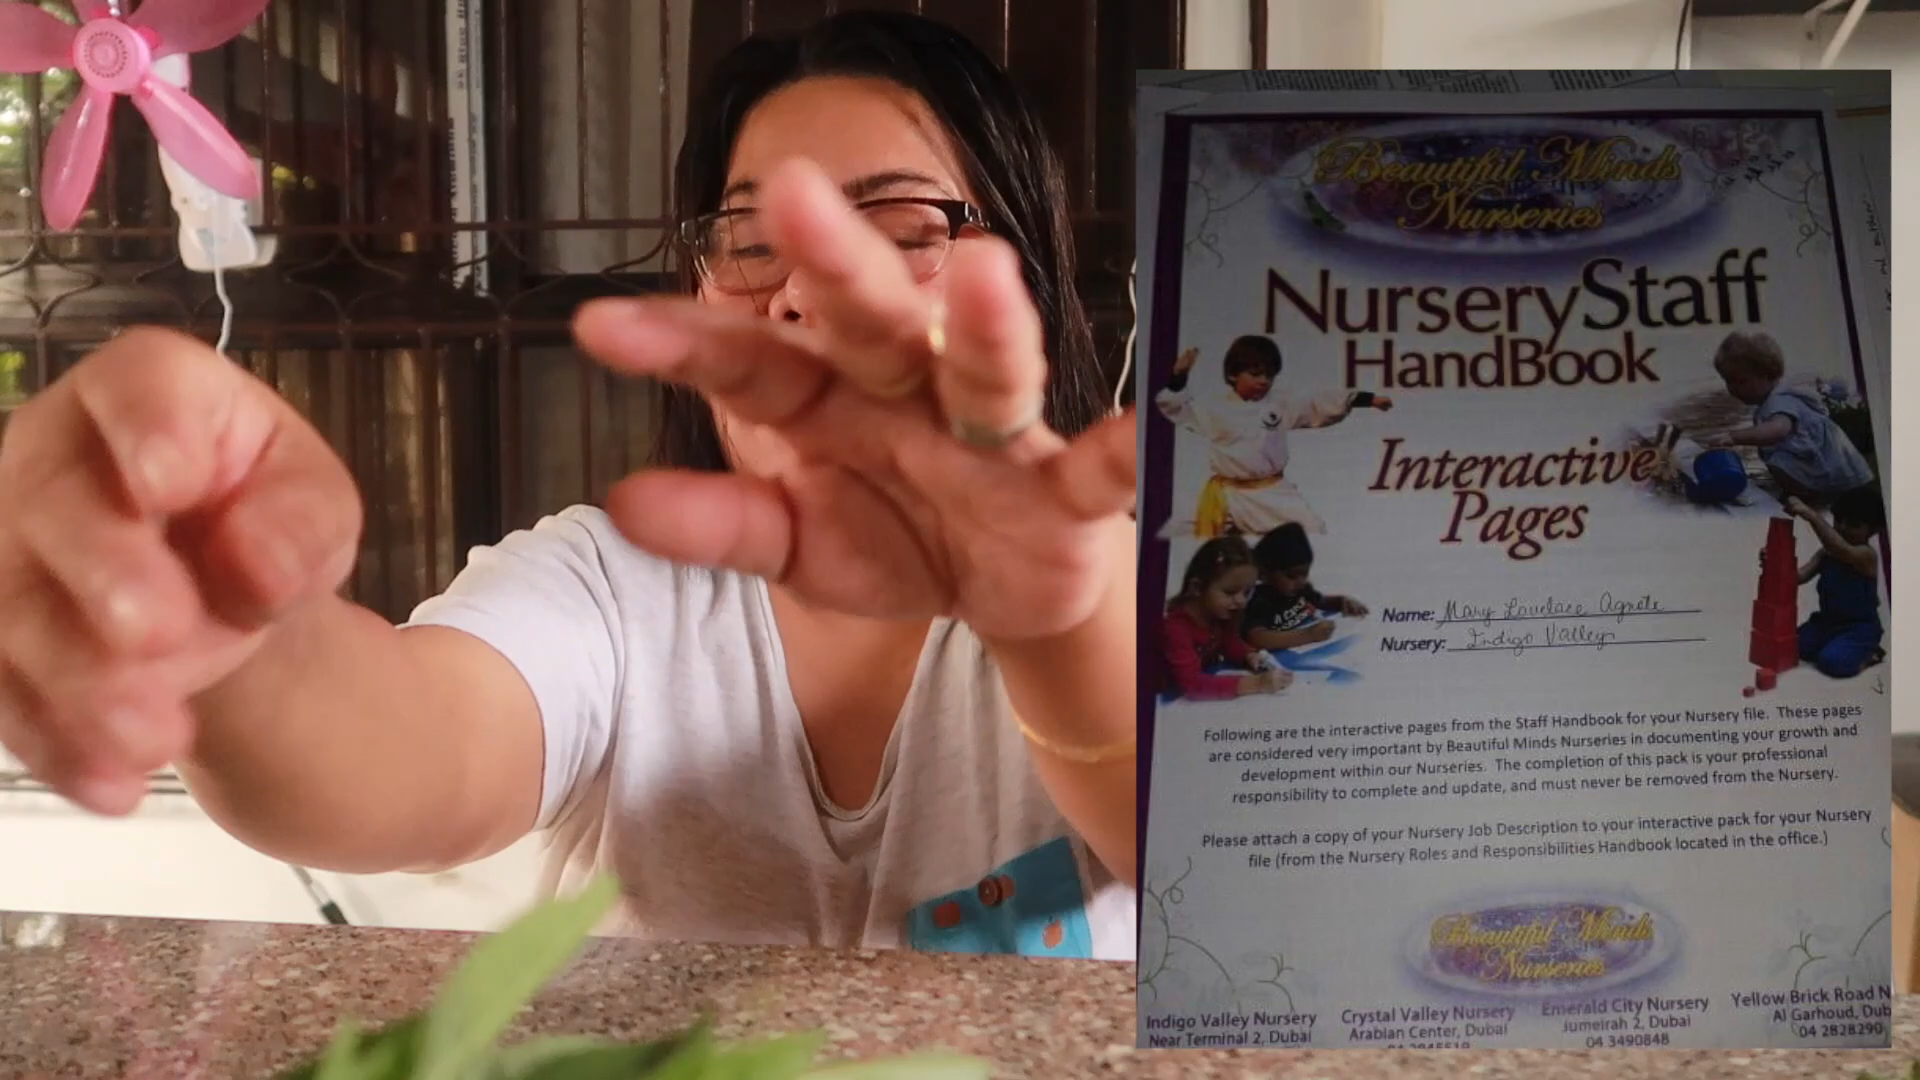 Beautiful Minds
Nurseries
NurseryStaff
HandBook
Interactive
Pages
Name: Mary Lovelace Agnote
Nursery: Indigo Valley
Following are the interactive pages from the Staff Handbook for your Nursery file. These pages
are considered very important by Beautiful Minds Nurseries in documenting your growth and
development within our Nurseries. The completion of this pack is your professional
responsibility to complete and update, and must never be removed from the Nursery.
Please attach a copy of your Nursery Job Description to your interactive pack for your Nursery
file (from the Nursery Roles and Responsibilities Handbook located in the office.)
Beautiful Minds
Nurseries
Indigo Valley Nursery
Near Terminal 2, Dubai
Crystal Valley Nursery
Arabian Center, Dubai
Emerald City Nursery
Jumeirah 2, Dubai
04 3490848
Yellow Brick Road N
Al Garhoud, Dub
04 2828290